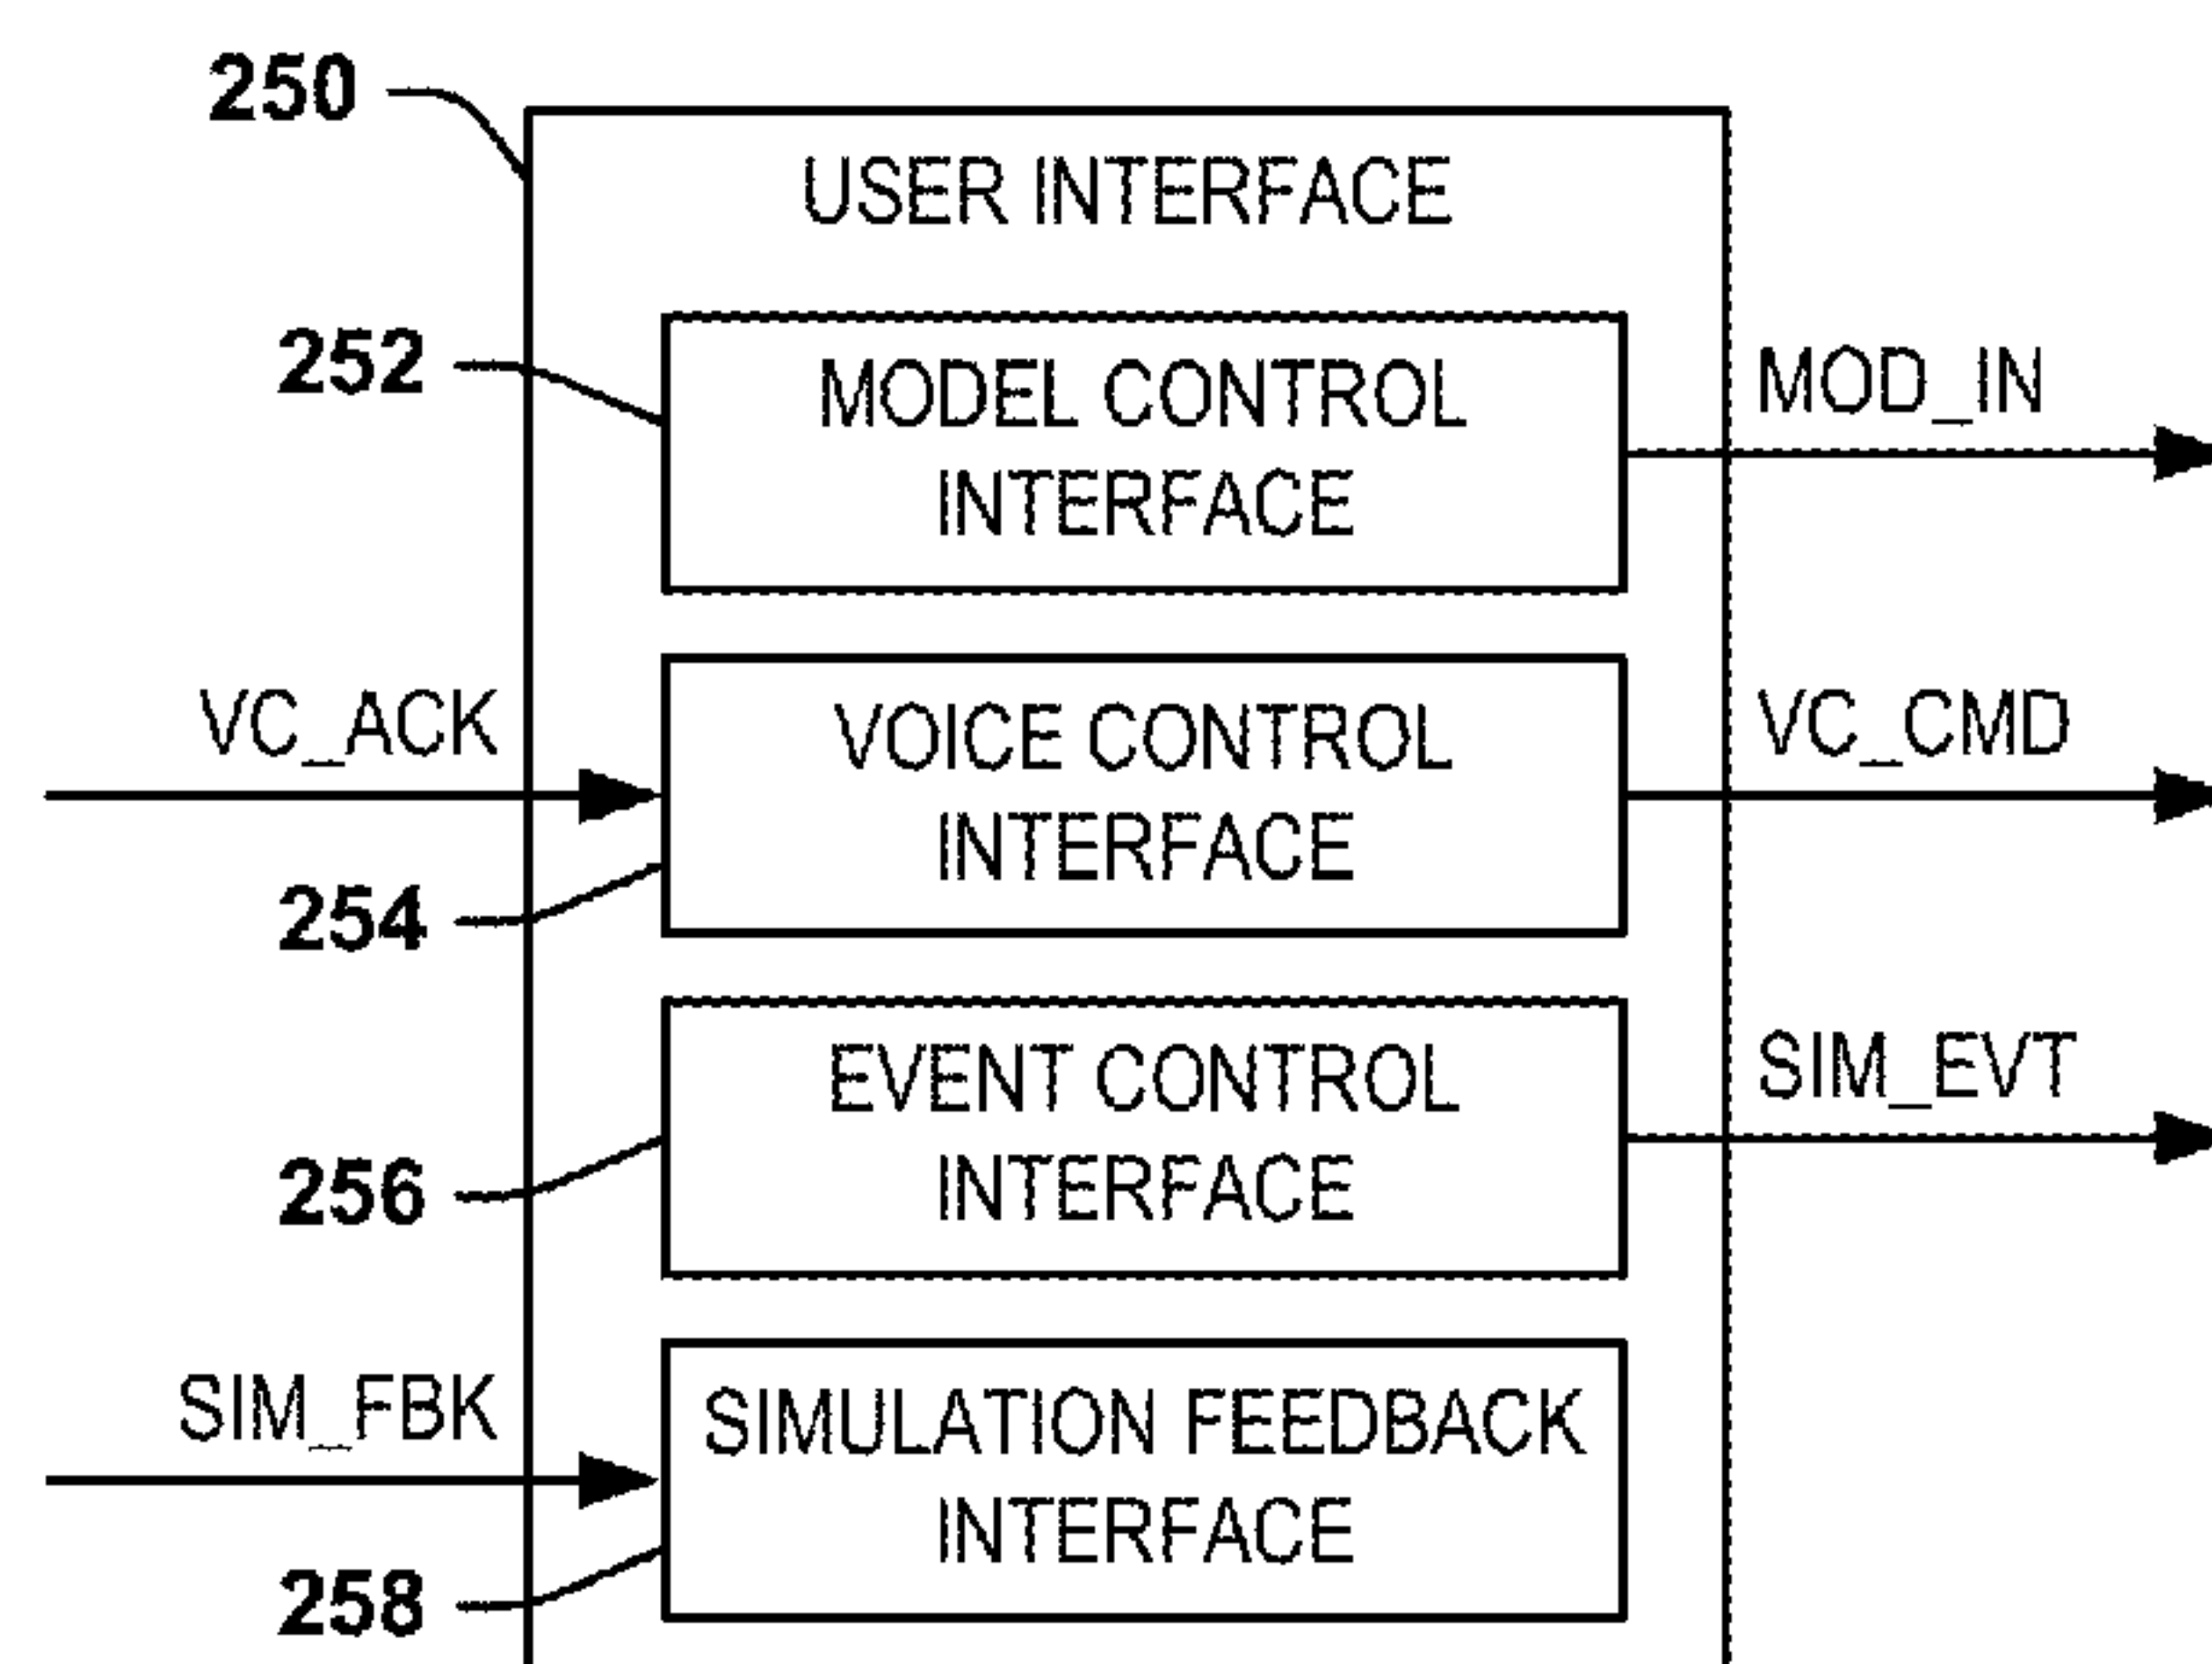 250
USER INTERFACE
252
MODEL CONTROL
INTERFACE
MOD_IN
VC_ACK
VOICE CONTROL
INTERFACE
VC_CMD
254
EVENT CONTROL
INTERFACE
SIM_EVT
256
SIM_FBK
SIMULATION FEEDBACK
INTERFACE
258